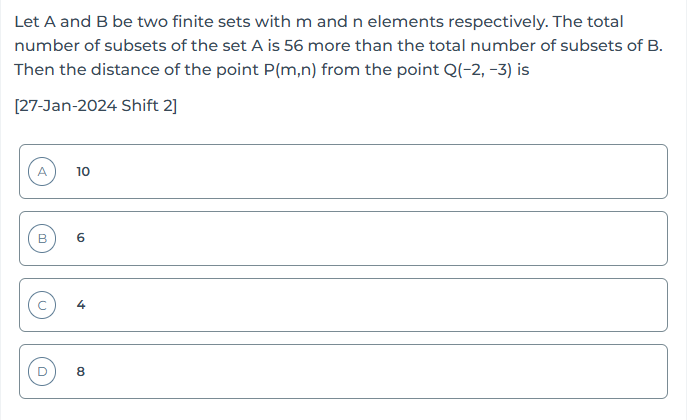 Let A and B be two finite sets with m and n elements respectively. The total
number of subsets of the set A is 56 more than the total number of subsets of B.
Then the distance of the point P(m,n) from the point Q(−2, −3) is
[27-Jan-2024 Shift 2]
A 10
B 6
C 4
D 8